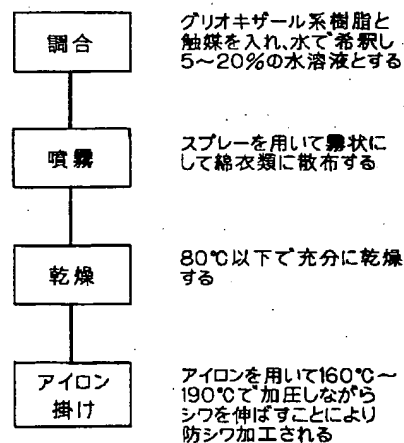 調合
グリオキザール系樹脂と
触媒を入れ、水で希釈し
5〜20%の水溶液とする
噴霧
スプレーを用いて霧状に
して綿衣類に散布する
乾燥
80℃以下で充分に乾燥
する
アイロン
掛け
アイロンを用いて160℃〜
190℃で加圧しながら
シワを伸ばすことにより
防シワ加工される